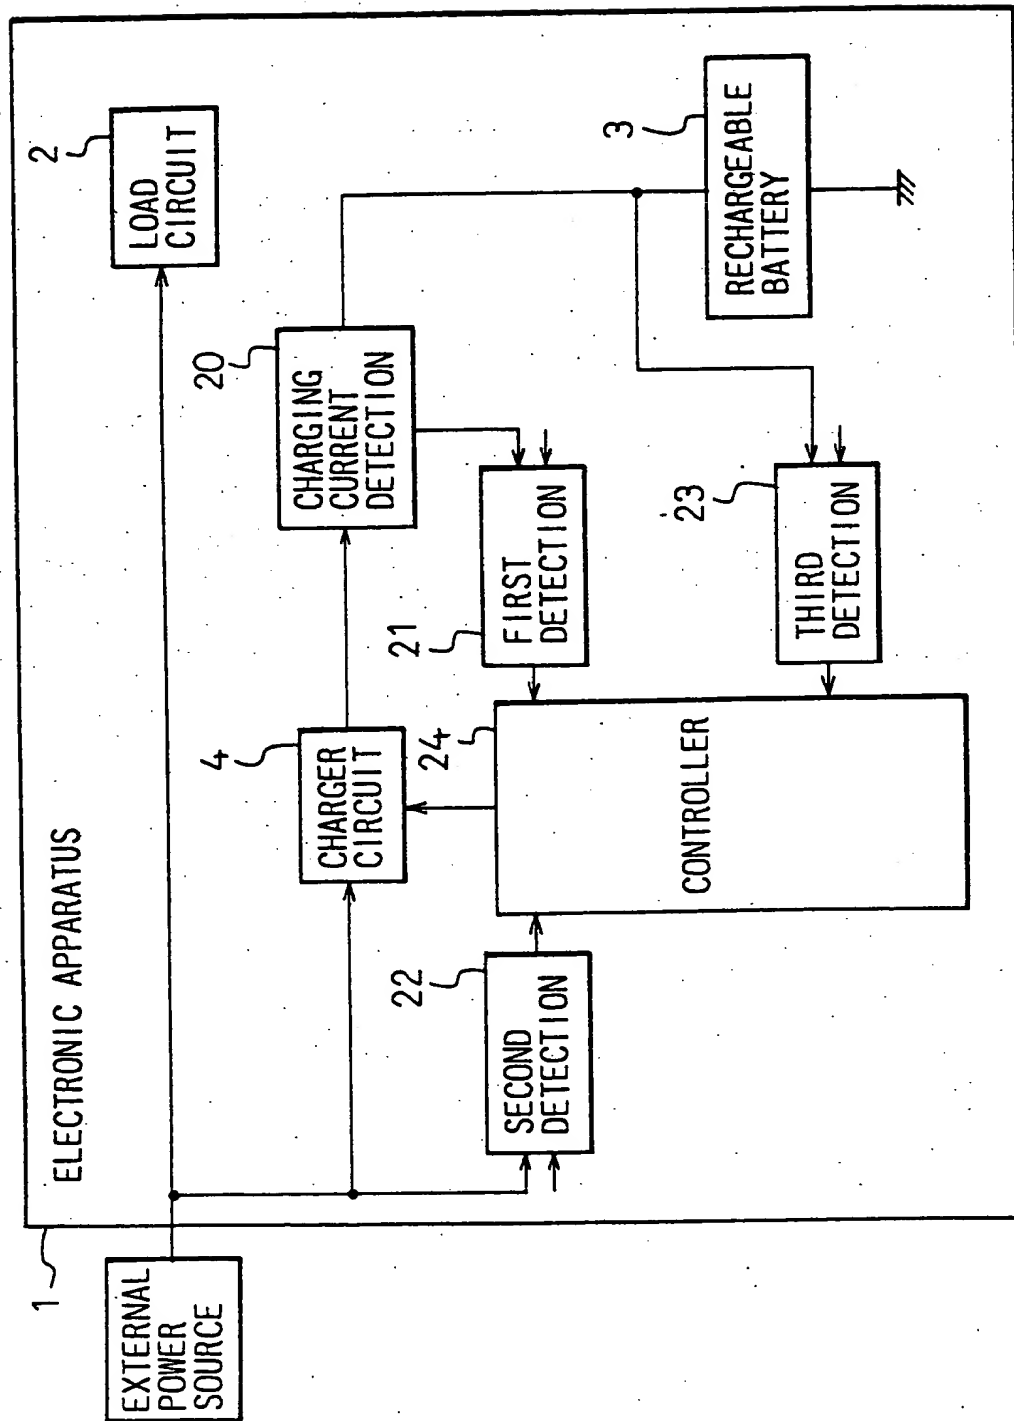 EXTERNAL
POWER
SOURCE
1
ELECTRONIC APPARATUS
2
LOAD
CIRCUIT
4
CHARGER
CIRCUIT
20
CHARGING
CURRENT
DETECTION
22
SECOND
DETECTION
24
CONTROLLER
21
FIRST
DETECTION
23
THIRD
DETECTION
3
RECHARGEABLE
BATTERY